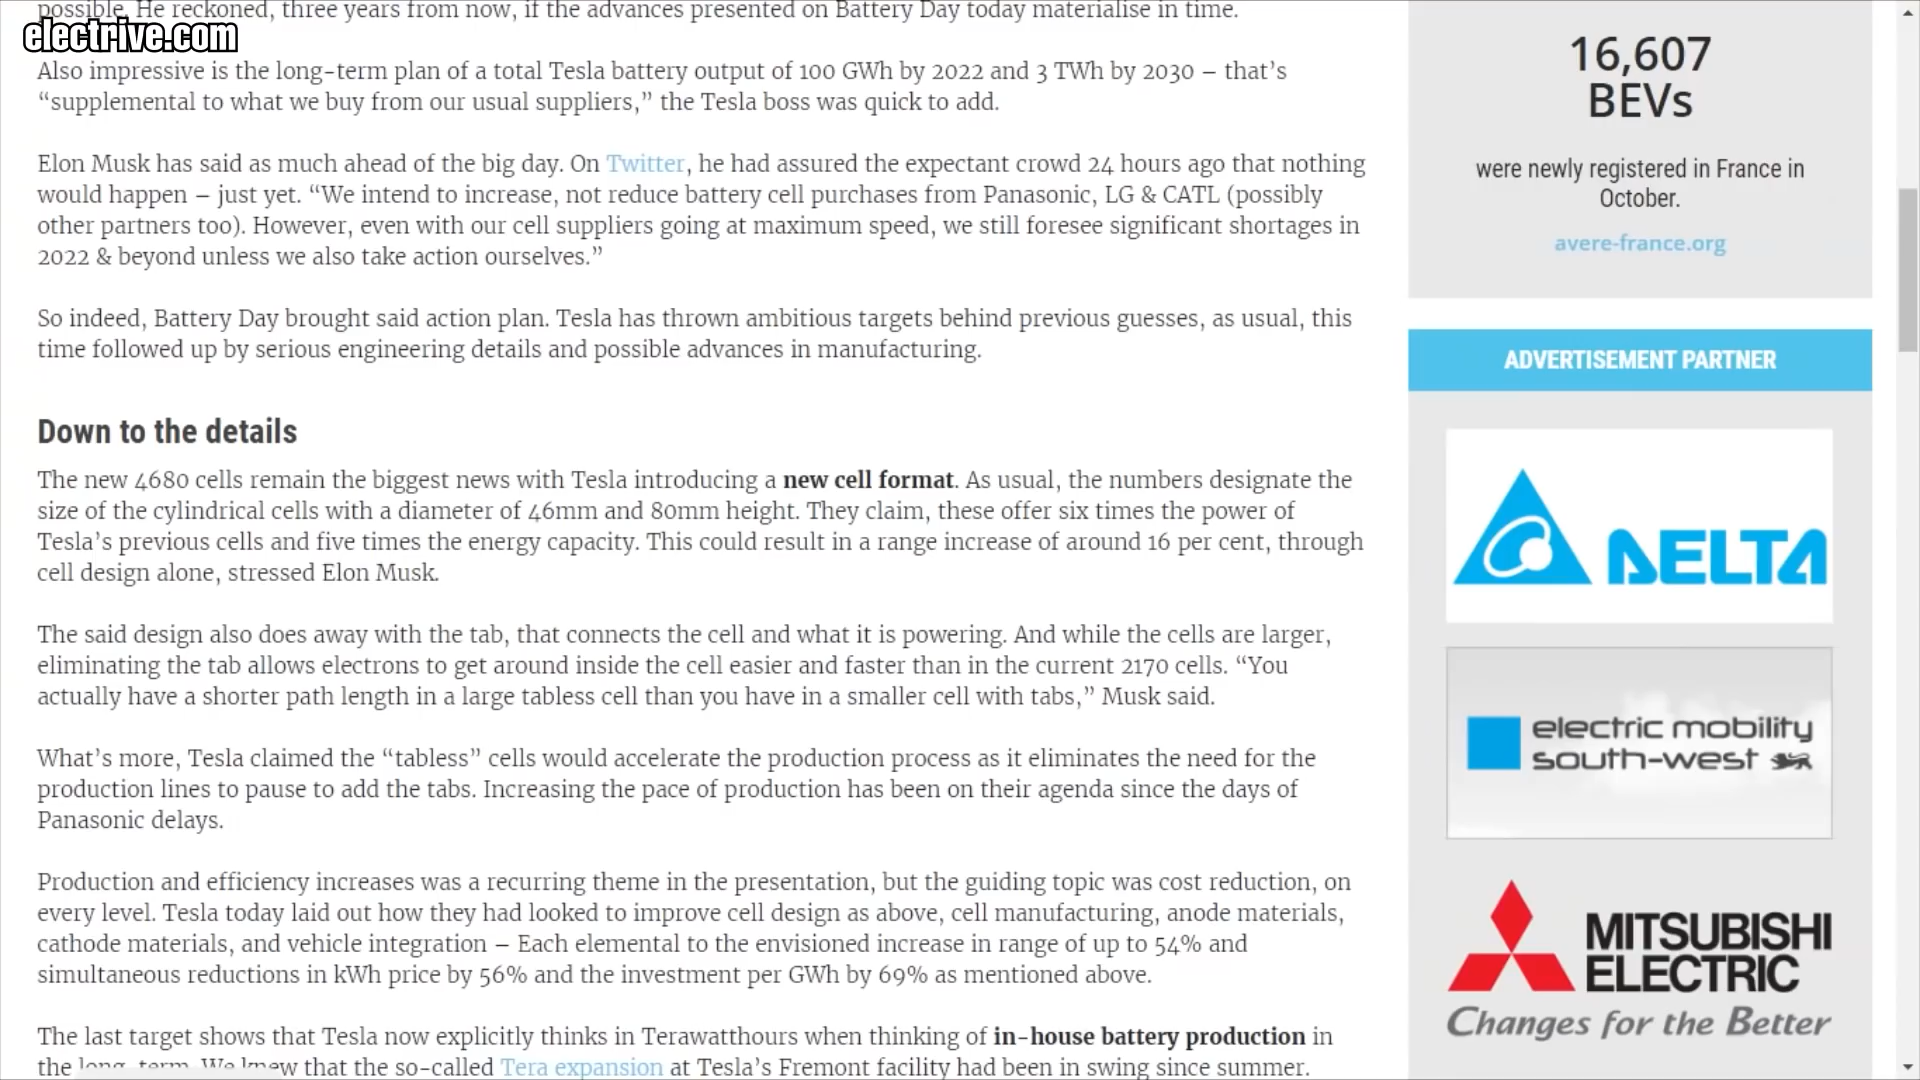 possible. He reckoned, three years from now, if the advances presented on Battery Day today materialise in time.
electrive.com
Also impressive is the long-term plan of a total Tesla battery output of 100 GWh by 2022 and 3 TWh by 2030 – that’s
“supplemental to what we buy from our usual suppliers,” the Tesla boss was quick to add.
Elon Musk has said as much ahead of the big day. On Twitter, he had assured the expectant crowd 24 hours ago that nothing
would happen – just yet. “We intend to increase, not reduce battery cell purchases from Panasonic, LG & CATL (possibly
other partners too). However, even with our cell suppliers going at maximum speed, we still foresee significant shortages in
2022 & beyond unless we also take action ourselves.”
So indeed, Battery Day brought said action plan. Tesla has thrown ambitious targets behind previous guesses, as usual, this
time followed up by serious engineering details and possible advances in manufacturing.
Down to the details
The new 4680 cells remain the biggest news with Tesla introducing a new cell format. As usual, the numbers designate the
size of the cylindrical cells with a diameter of 46mm and 80mm height. They claim, these offer six times the power of
Tesla’s previous cells and five times the energy capacity. This could result in a range increase of around 16 per cent, through
cell design alone, stressed Elon Musk.
The said design also does away with the tab, that connects the cell and what it is powering. And while the cells are larger,
eliminating the tab allows electrons to get around inside the cell easier and faster than in the current 2170 cells. “You
actually have a shorter path length in a large tabless cell than you have in a smaller cell with tabs,” Musk said.
What’s more, Tesla claimed the “tabless” cells would accelerate the production process as it eliminates the need for the
production lines to pause to add the tabs. Increasing the pace of production has been on their agenda since the days of
Panasonic delays.
Production and efficiency increases was a recurring theme in the presentation, but the guiding topic was cost reduction, on
every level. Tesla today laid out how they had looked to improve cell design as above, cell manufacturing, anode materials,
cathode materials, and vehicle integration – Each elemental to the envisioned increase in range of up to 54% and
simultaneous reductions in kWh price by 56% and the investment per GWh by 69% as mentioned above.
The last target shows that Tesla now explicitly thinks in Terawatthours when thinking of in-house battery production in
the long-term. We knew that the so-called Tera expansion at Tesla’s Fremont facility had been in swing since summer.
16,607
BEVs
were newly registered in France in
October.
avere-france.org
ADVERTISEMENT PARTNER
DELTA
electric mobility
south-west
MITSUBISHI
ELECTRIC
Changes for the Better